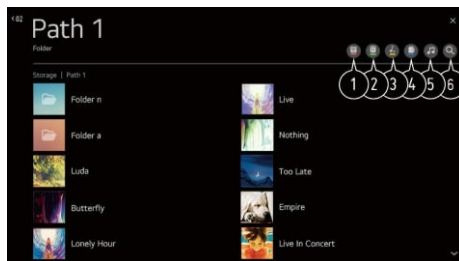 ‹ 02
Path 1
Folder
Storage | Path 1
1 2 3 4 5 6
Folder n
Live
Folder a
Nothing
Luda
Too Late
Butterfly
Empire
Lonely Hour
Live In Concert